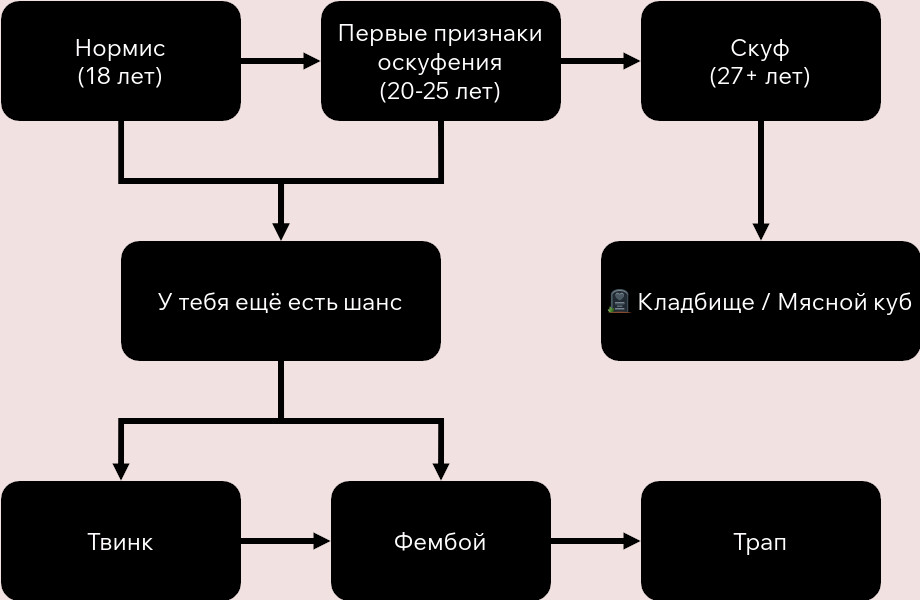 Нормис
(18 лет)
Первые признаки
оскуфения
(20-25 лет)
Скуф
(27+ лет)
У тебя ещё есть шанс
🪦 Кладбище / Мясной куб
Твинк
Фембой
Трап